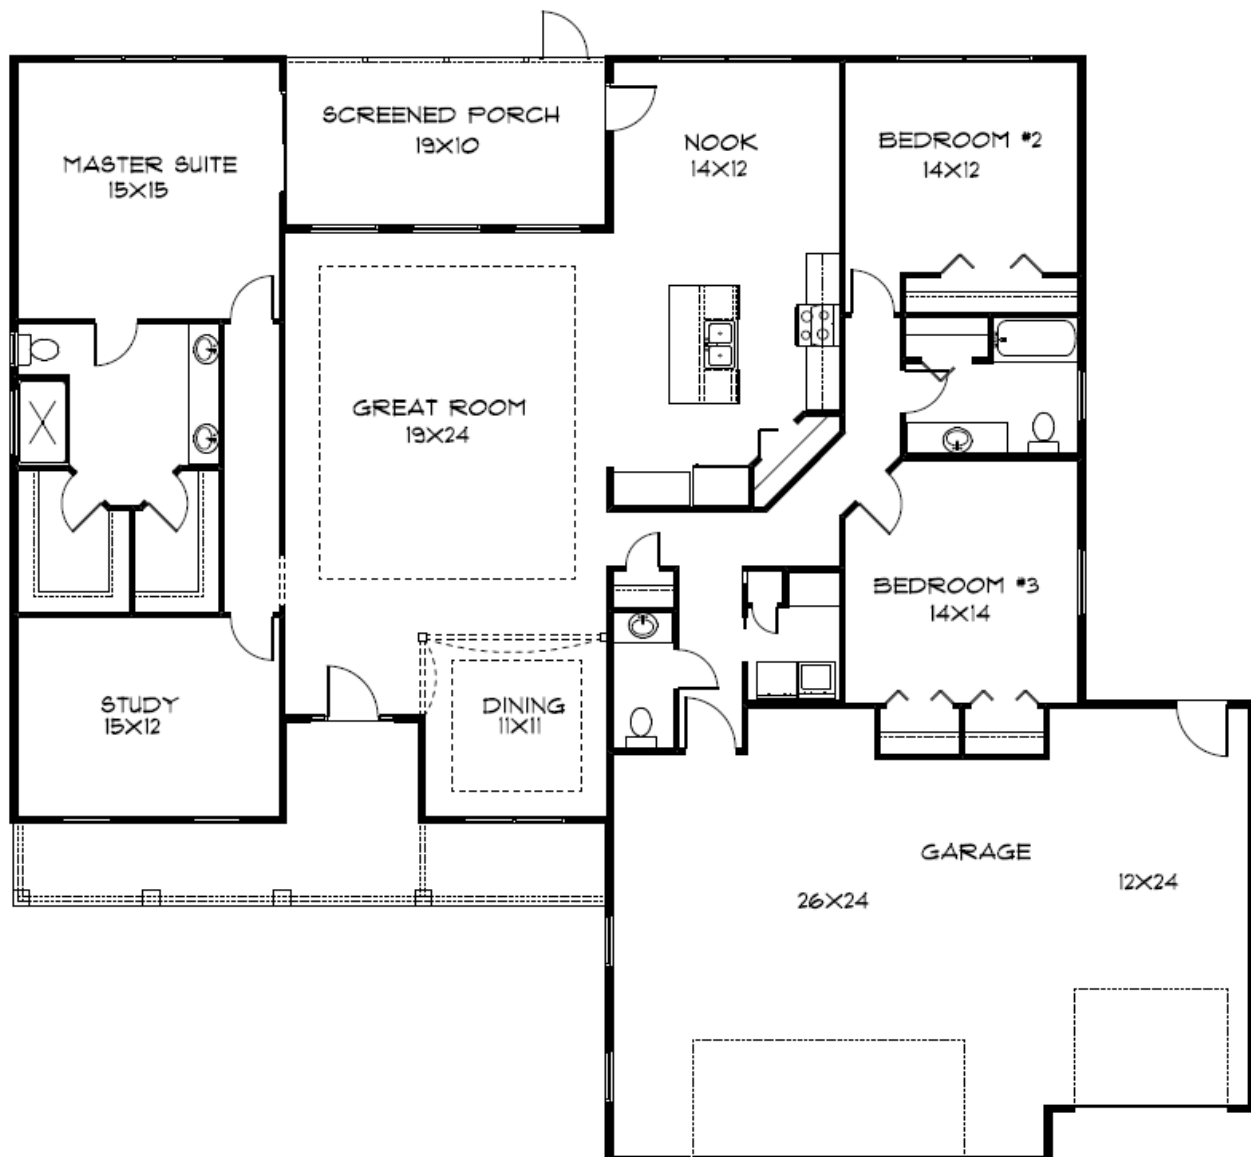 SCREENED PORCH
19X10
MASTER SUITE
15X15
NOOK
14X12
BEDROOM #2
14X12
GREAT ROOM
19X24
BEDROOM #3
14X14
STUDY
15X12
DINING
11X11
GARAGE
26X24
12X24